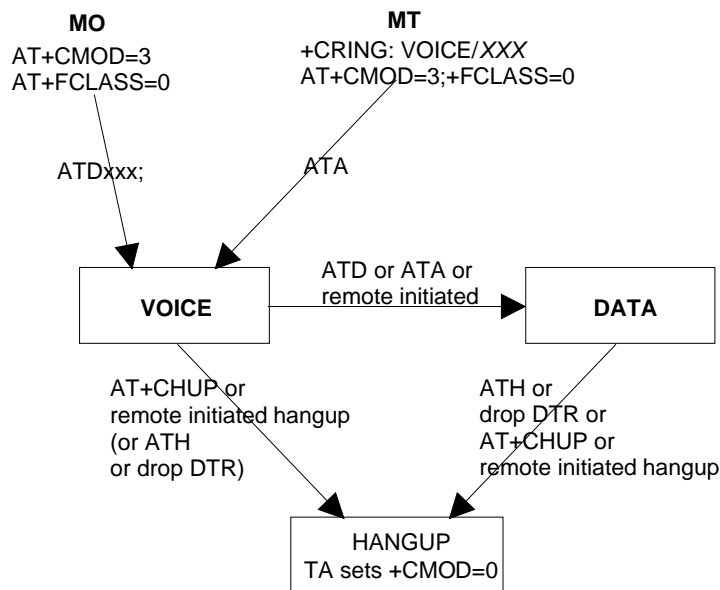 MO
AT+CMOD=3
AT+FCLASS=0
MT
+CRING: VOICE/XXX
AT+CMOD=3;+FCLASS=0
ATDxxx;
ATA
VOICE
ATD or ATA or
remote initiated
DATA
AT+CHUP or
remote initiated hangup
(or ATH
or drop DTR)
ATH or
drop DTR or
AT+CHUP or
remote initiated hangup
HANGUP
TA sets +CMOD=0